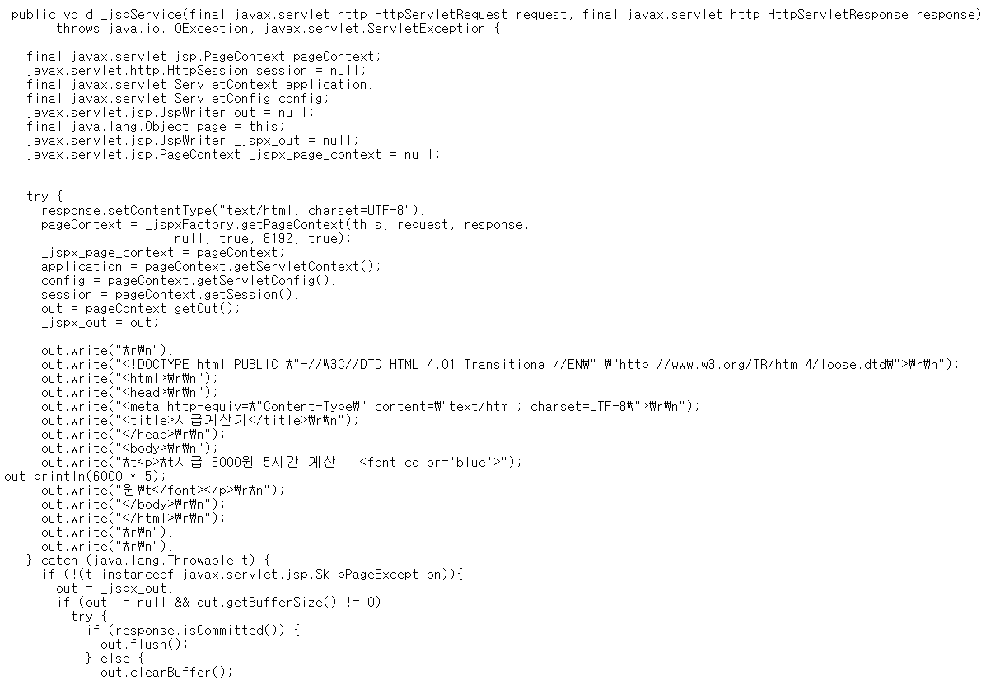 public void _jspService(final javax.servlet.http.HttpServletRequest request, final javax.servlet.http.HttpServletResponse response)
throws java.io.IOException, javax.servlet.ServletException {
final javax.servlet.jsp.PageContext pageContext;
javax.servlet.http.HttpSession session = null;
final javax.servlet.ServletContext application;
final javax.servlet.ServletConfig config;
javax.servlet.jsp.JspWriter out = null;
final java.lang.Object page = this;
javax.servlet.jsp.JspWriter _jspx_out = null;
javax.servlet.jsp.PageContext _jspx_page_context = null;
try {
response.setContentType("text/html; charset=UTF-8");
pageContext = _jspxFactory.getPageContext(this, request, response,
null, true, 8192, true);
_jspx_page_context = pageContext;
application = pageContext.getServletContext();
config = pageContext.getServletConfig();
session = pageContext.getSession();
out = pageContext.getOut();
_jspx_out = out;
out.write("₩r₩n");
out.write("<!DOCTYPE html PUBLIC ₩"-//W3C//DTD HTML 4.01 Transitional//EN₩" ₩"http://www.w3.org/TR/html4/loose.dtd₩">₩r₩n");
out.write("<html>₩r₩n");
out.write("<head>₩r₩n");
out.write("<meta http-equiv=₩"Content-Type₩" content=₩"text/html; charset=UTF-8₩">₩r₩n");
out.write("<title>시급계산기</title>₩r₩n");
out.write("</head>₩r₩n");
out.write("<body>₩r₩n");
out.write("₩t<p>₩t시급 6000원 5시간 계산 : <font color='blue'>");
out.println(6000 * 5);
out.write("원₩t</font></p>₩r₩n");
out.write("</body>₩r₩n");
out.write("</html>₩r₩n");
out.write("₩r₩n");
out.write("₩r₩n");
} catch (java.lang.Throwable t) {
if (!(t instanceof javax.servlet.jsp.SkipPageException)){
out = _jspx_out;
if (out != null && out.getBufferSize() != 0)
try {
if (response.isCommitted()) {
out.flush();
} else {
out.clearBuffer();